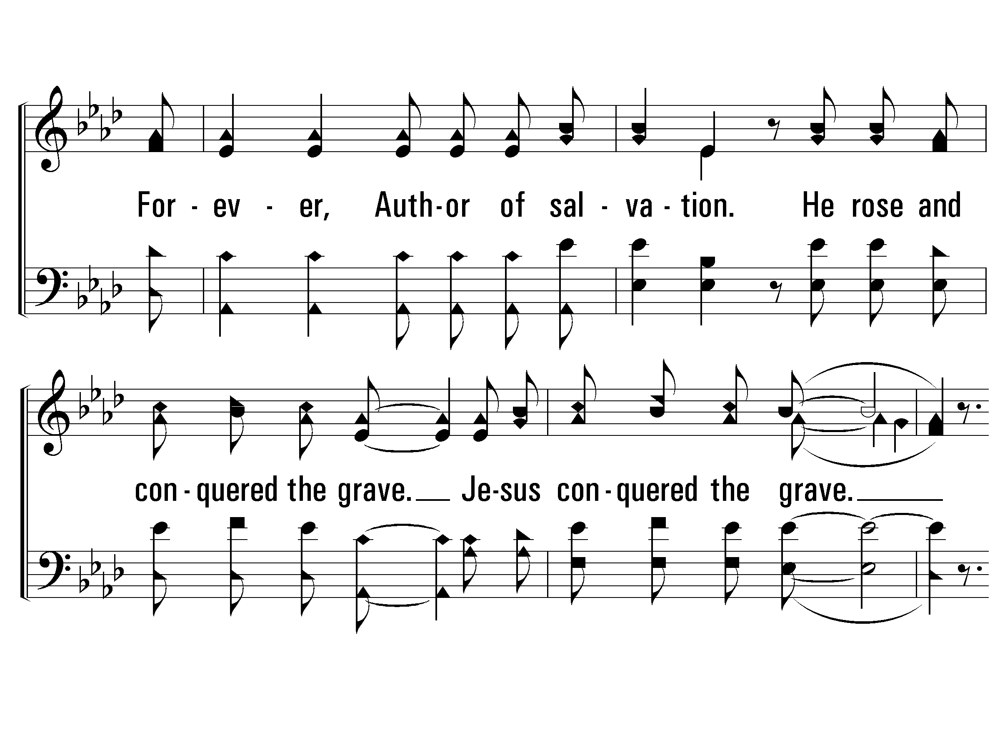 For - ev - er, Auth-or of sal - va - tion. He rose and
con - quered the grave. Je-sus con - quered the grave.